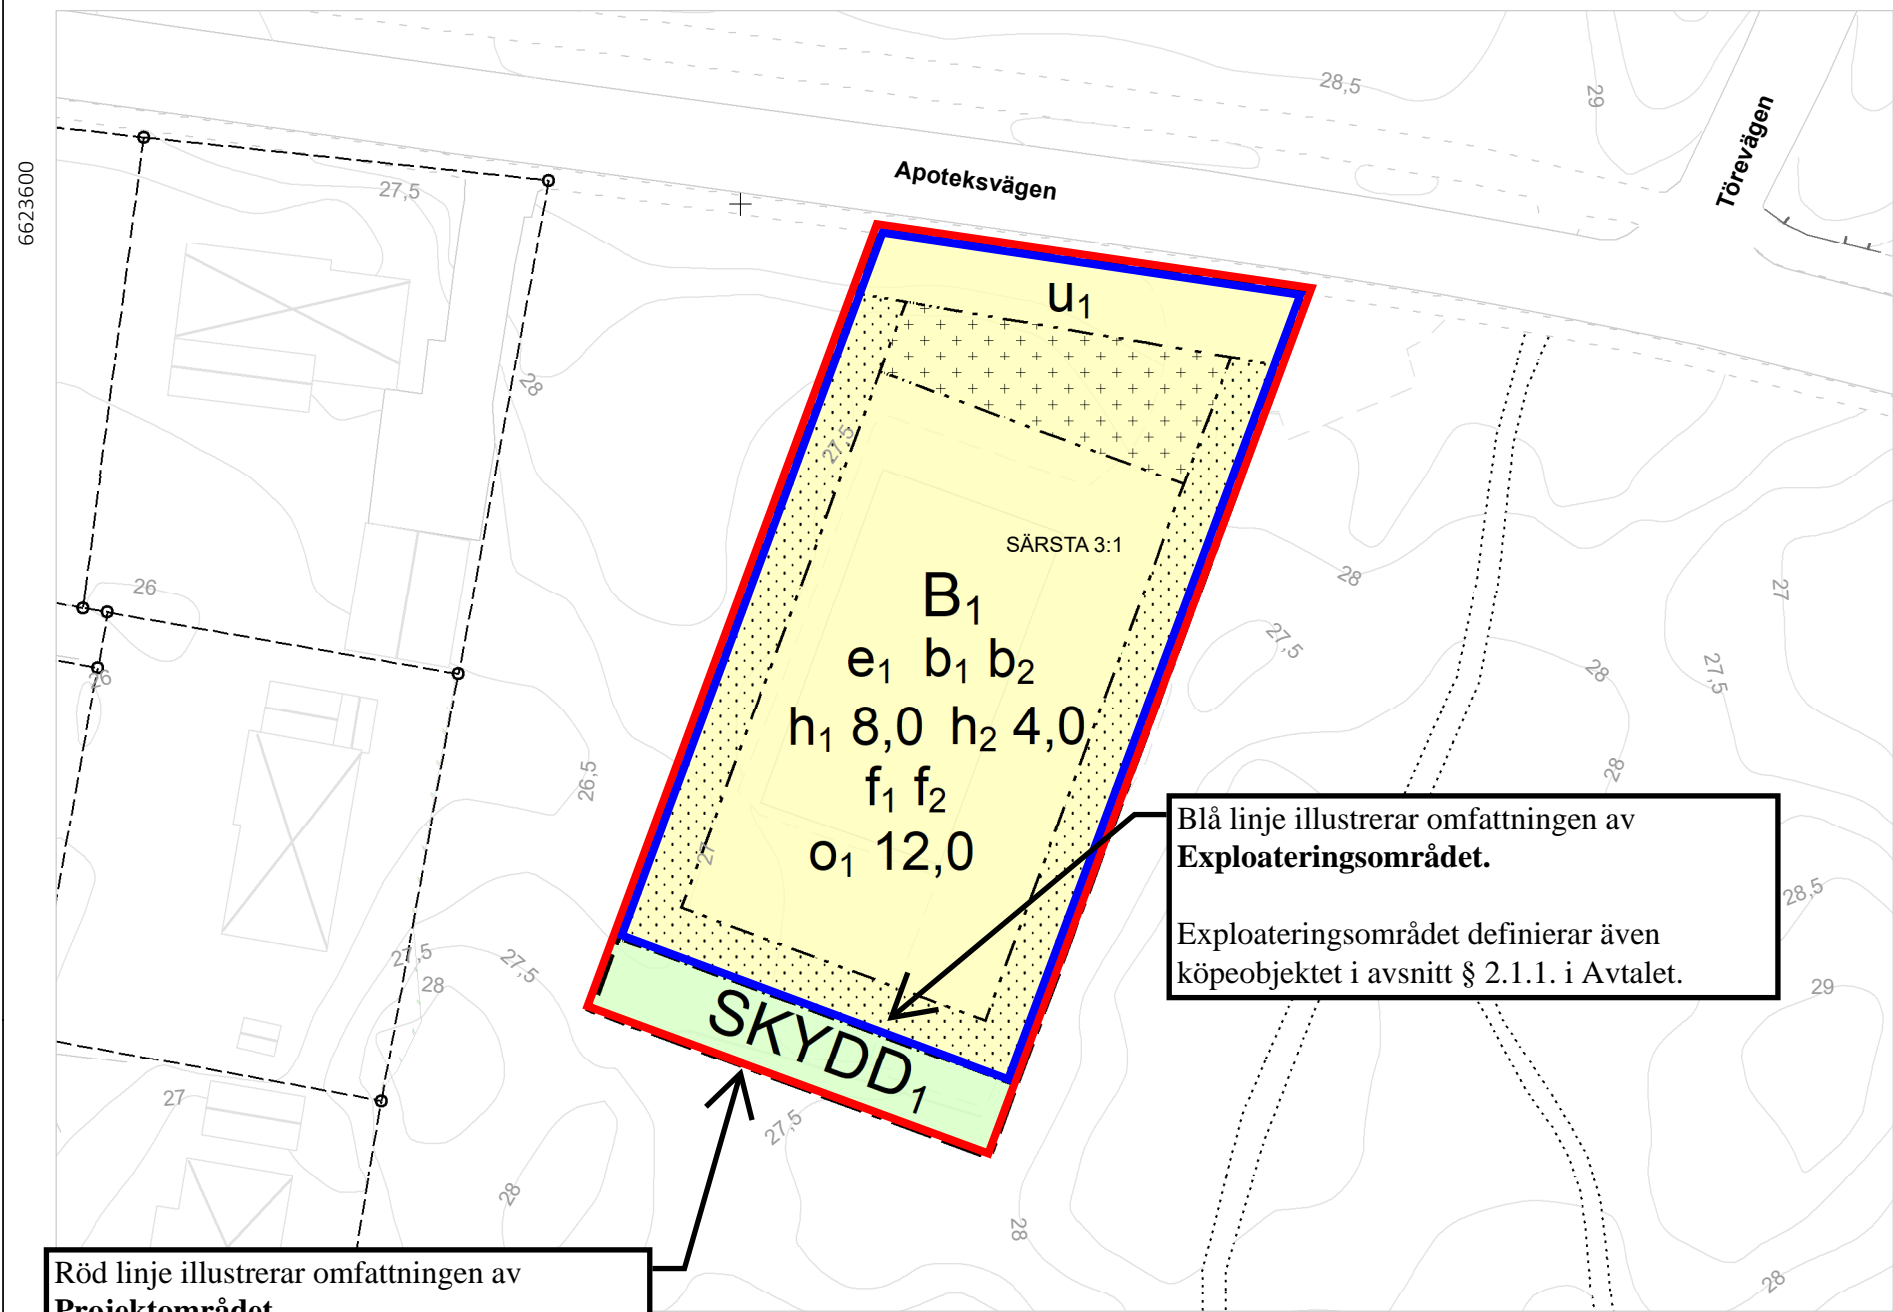 28,5
29
Törevägen
6623600
27,5
Apoteksvägen
u1
28
27,5
SÄRSTA 3:1
B1
e1 b1 b2
h1 8,0 h2 4,0
f1 f2
o1 12,0
26
26
28
27
27,5
28
27,5
28
26,5
27
Blå linje illustrerar omfattningen av
Exploateringsområdet.
Exploateringsområdet definierar även
köpeobjektet i avsnitt § 2.1.1. i Avtalet.
28,5
29
27,5
28
27,5
SKYDD1
27
27,5
28
28
28
Röd linje illustrerar omfattningen av
Projektområdet